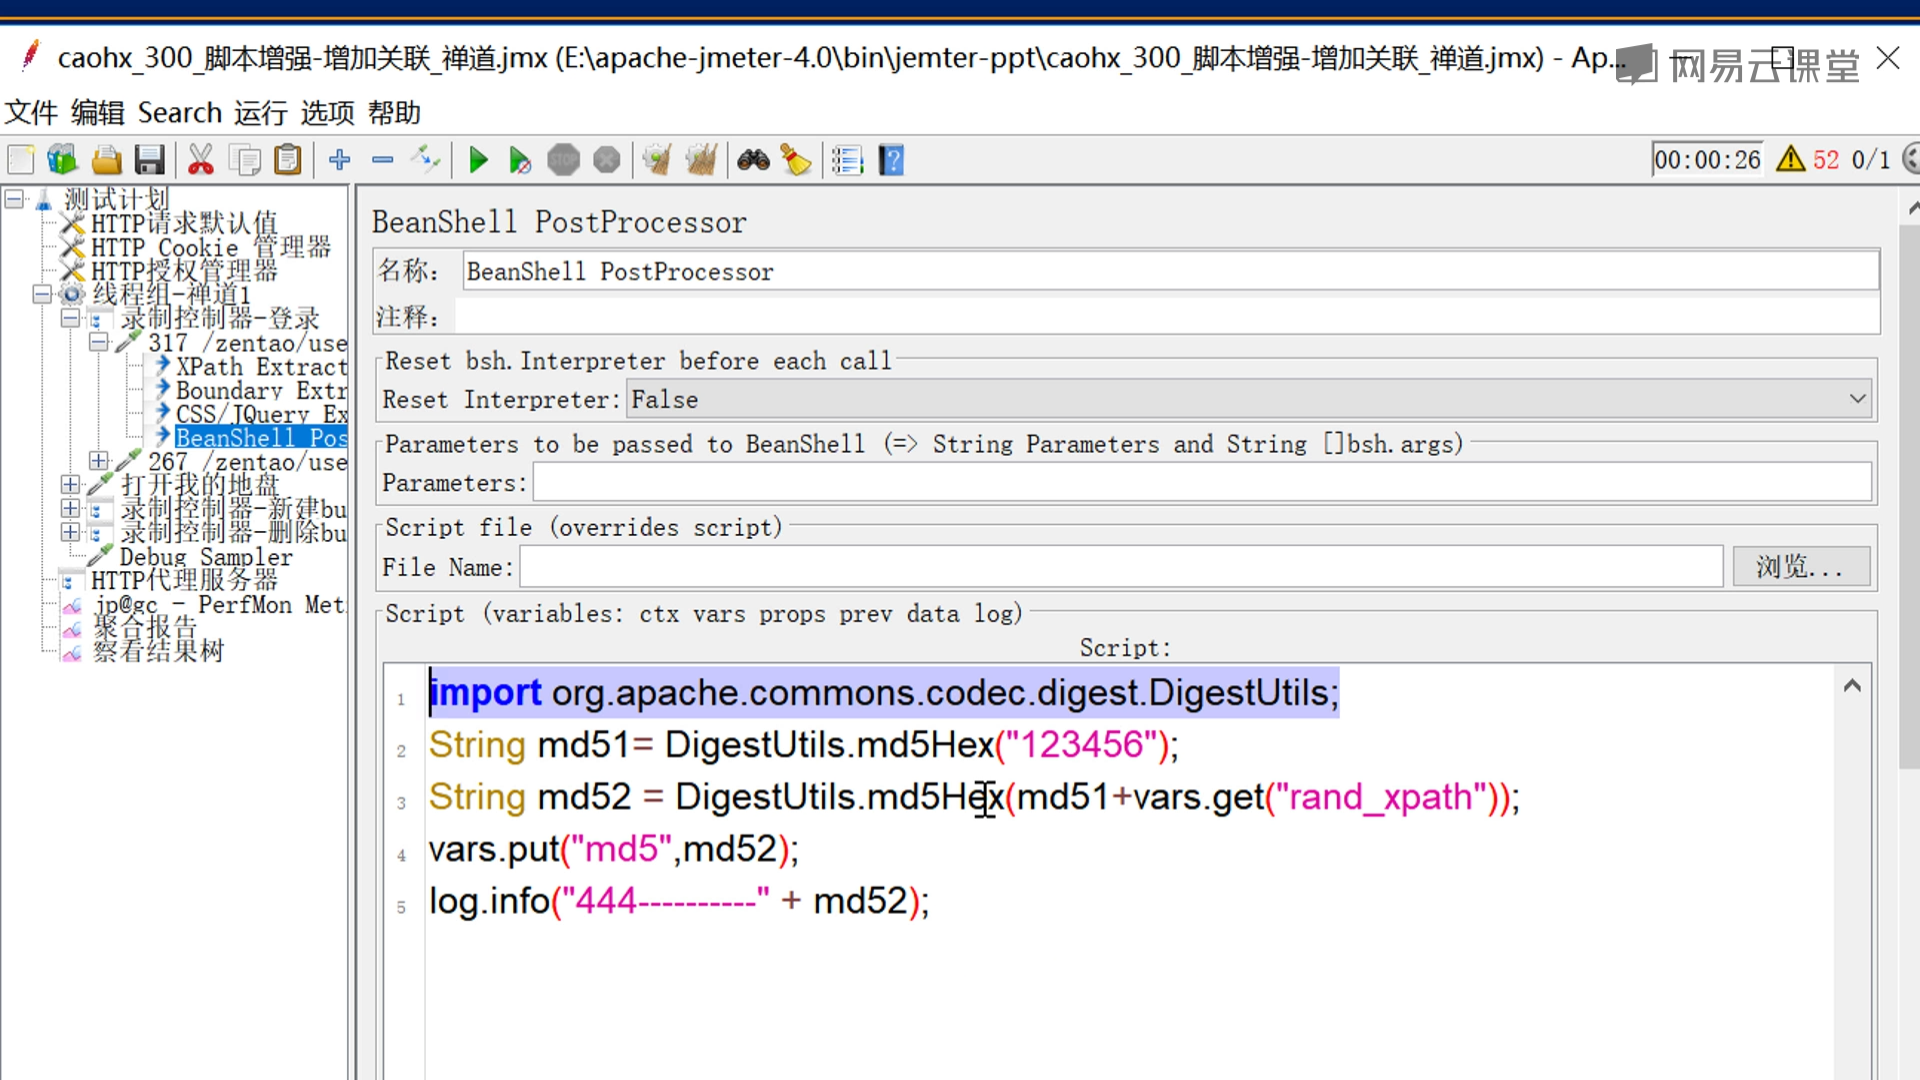 caohx_300_脚本增强-增加关联_禅道.jmx (E:\apache-jmeter-4.0\bin\jemter-ppt\caohx_300_脚本增强-增加关联_禅道.jmx) - Ap...
网易云课堂
文件 编辑 Search 运行 选项 帮助
STOP
00:00:26 52 0/1
测试计划
HTTP请求默认值
HTTP Cookie 管理器
HTTP授权管理器
线程组-禅道1
录制控制器-登录
317 /zentao/use
XPath Extract
Boundary Extr
CSS/JQuery Ex
BeanShell Pos
267 /zentao/use
打开我的地盘
录制控制器-新建bu
录制控制器-删除bu
Debug Sampler
HTTP代理服务器
jp@gc - PerfMon Met
聚合报告
察看结果树
BeanShell PostProcessor
名称： BeanShell PostProcessor
注释：
Reset bsh.Interpreter before each call
Reset Interpreter: False
Parameters to be passed to BeanShell (=> String Parameters and String []bsh.args)
Parameters:
Script file (overrides script)
File Name: 浏览...
Script (variables: ctx vars props prev data log)
Script:
1 import org.apache.commons.codec.digest.DigestUtils;
2 String md51= DigestUtils.md5Hex("123456");
3 String md52 = DigestUtils.md5Hex(md51+vars.get("rand_xpath"));
4 vars.put("md5",md52);
5 log.info("444----------" + md52);